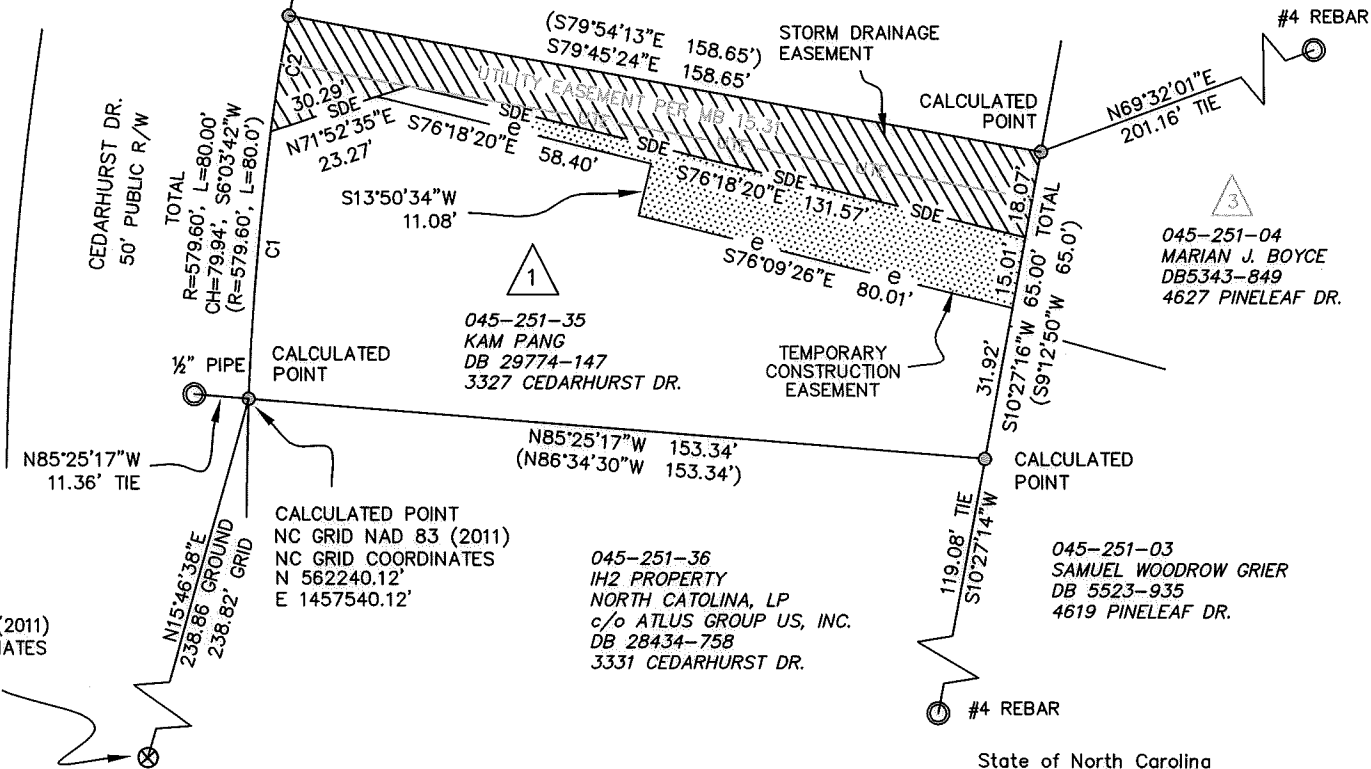 #4 REBAR
(S79°54'13"E 158.65')
S79°45'24"E 158.65'
STORM DRAINAGE
EASEMENT
CALCULATED
POINT
N69°32'01"E
201.16' TIE
UTILITY EASEMENT PER MB 15.31
UTE
UTE
UTE
C2
30.29'
SDE
N71°52'35"E
23.27'
SDE
S76°18'20"E 58.40'
e
SDE
S76°18'20"E 131.57'
SDE
SDE
18.07'
15.01'
31.92'
S10°27'16"W 65.00' TOTAL
(S9°12'50"W 65.0')
CEDARHURST DR.
50' PUBLIC R/W
TOTAL
R=579.60', L=80.00'
CH=79.94', S6°03'42"W
(R=579.60', L=80.0')
C1
S13°50'34"W
11.08'
e
S76°09'26"E 80.01'
e
3
045-251-04
MARIAN J. BOYCE
DB5343-849
4627 PINELEAF DR.
1
045-251-35
KAM PANG
DB 29774-147
3327 CEDARHURST DR.
TEMPORARY
CONSTRUCTION
EASEMENT
½" PIPE
CALCULATED
POINT
N85°25'17"W
11.36' TIE
N85°25'17"W 153.34'
(N86°34'30"W 153.34')
CALCULATED
POINT
CALCULATED POINT
NC GRID NAD 83 (2011)
NC GRID COORDINATES
N 562240.12'
E 1457540.12'
N15°46'38"E
238.86 GROUND
238.82' GRID
(2011)
045-251-36
IH2 PROPERTY
NORTH CATOLINA, LP
c/o ATLUS GROUP US, INC.
DB 28434-758
3331 CEDARHURST DR.
119.08' TIE
S10°27'14"W
045-251-03
SAMUEL WOODROW GRIER
DB 5523-935
4619 PINELEAF DR.
#4 REBAR
State of North Carolina